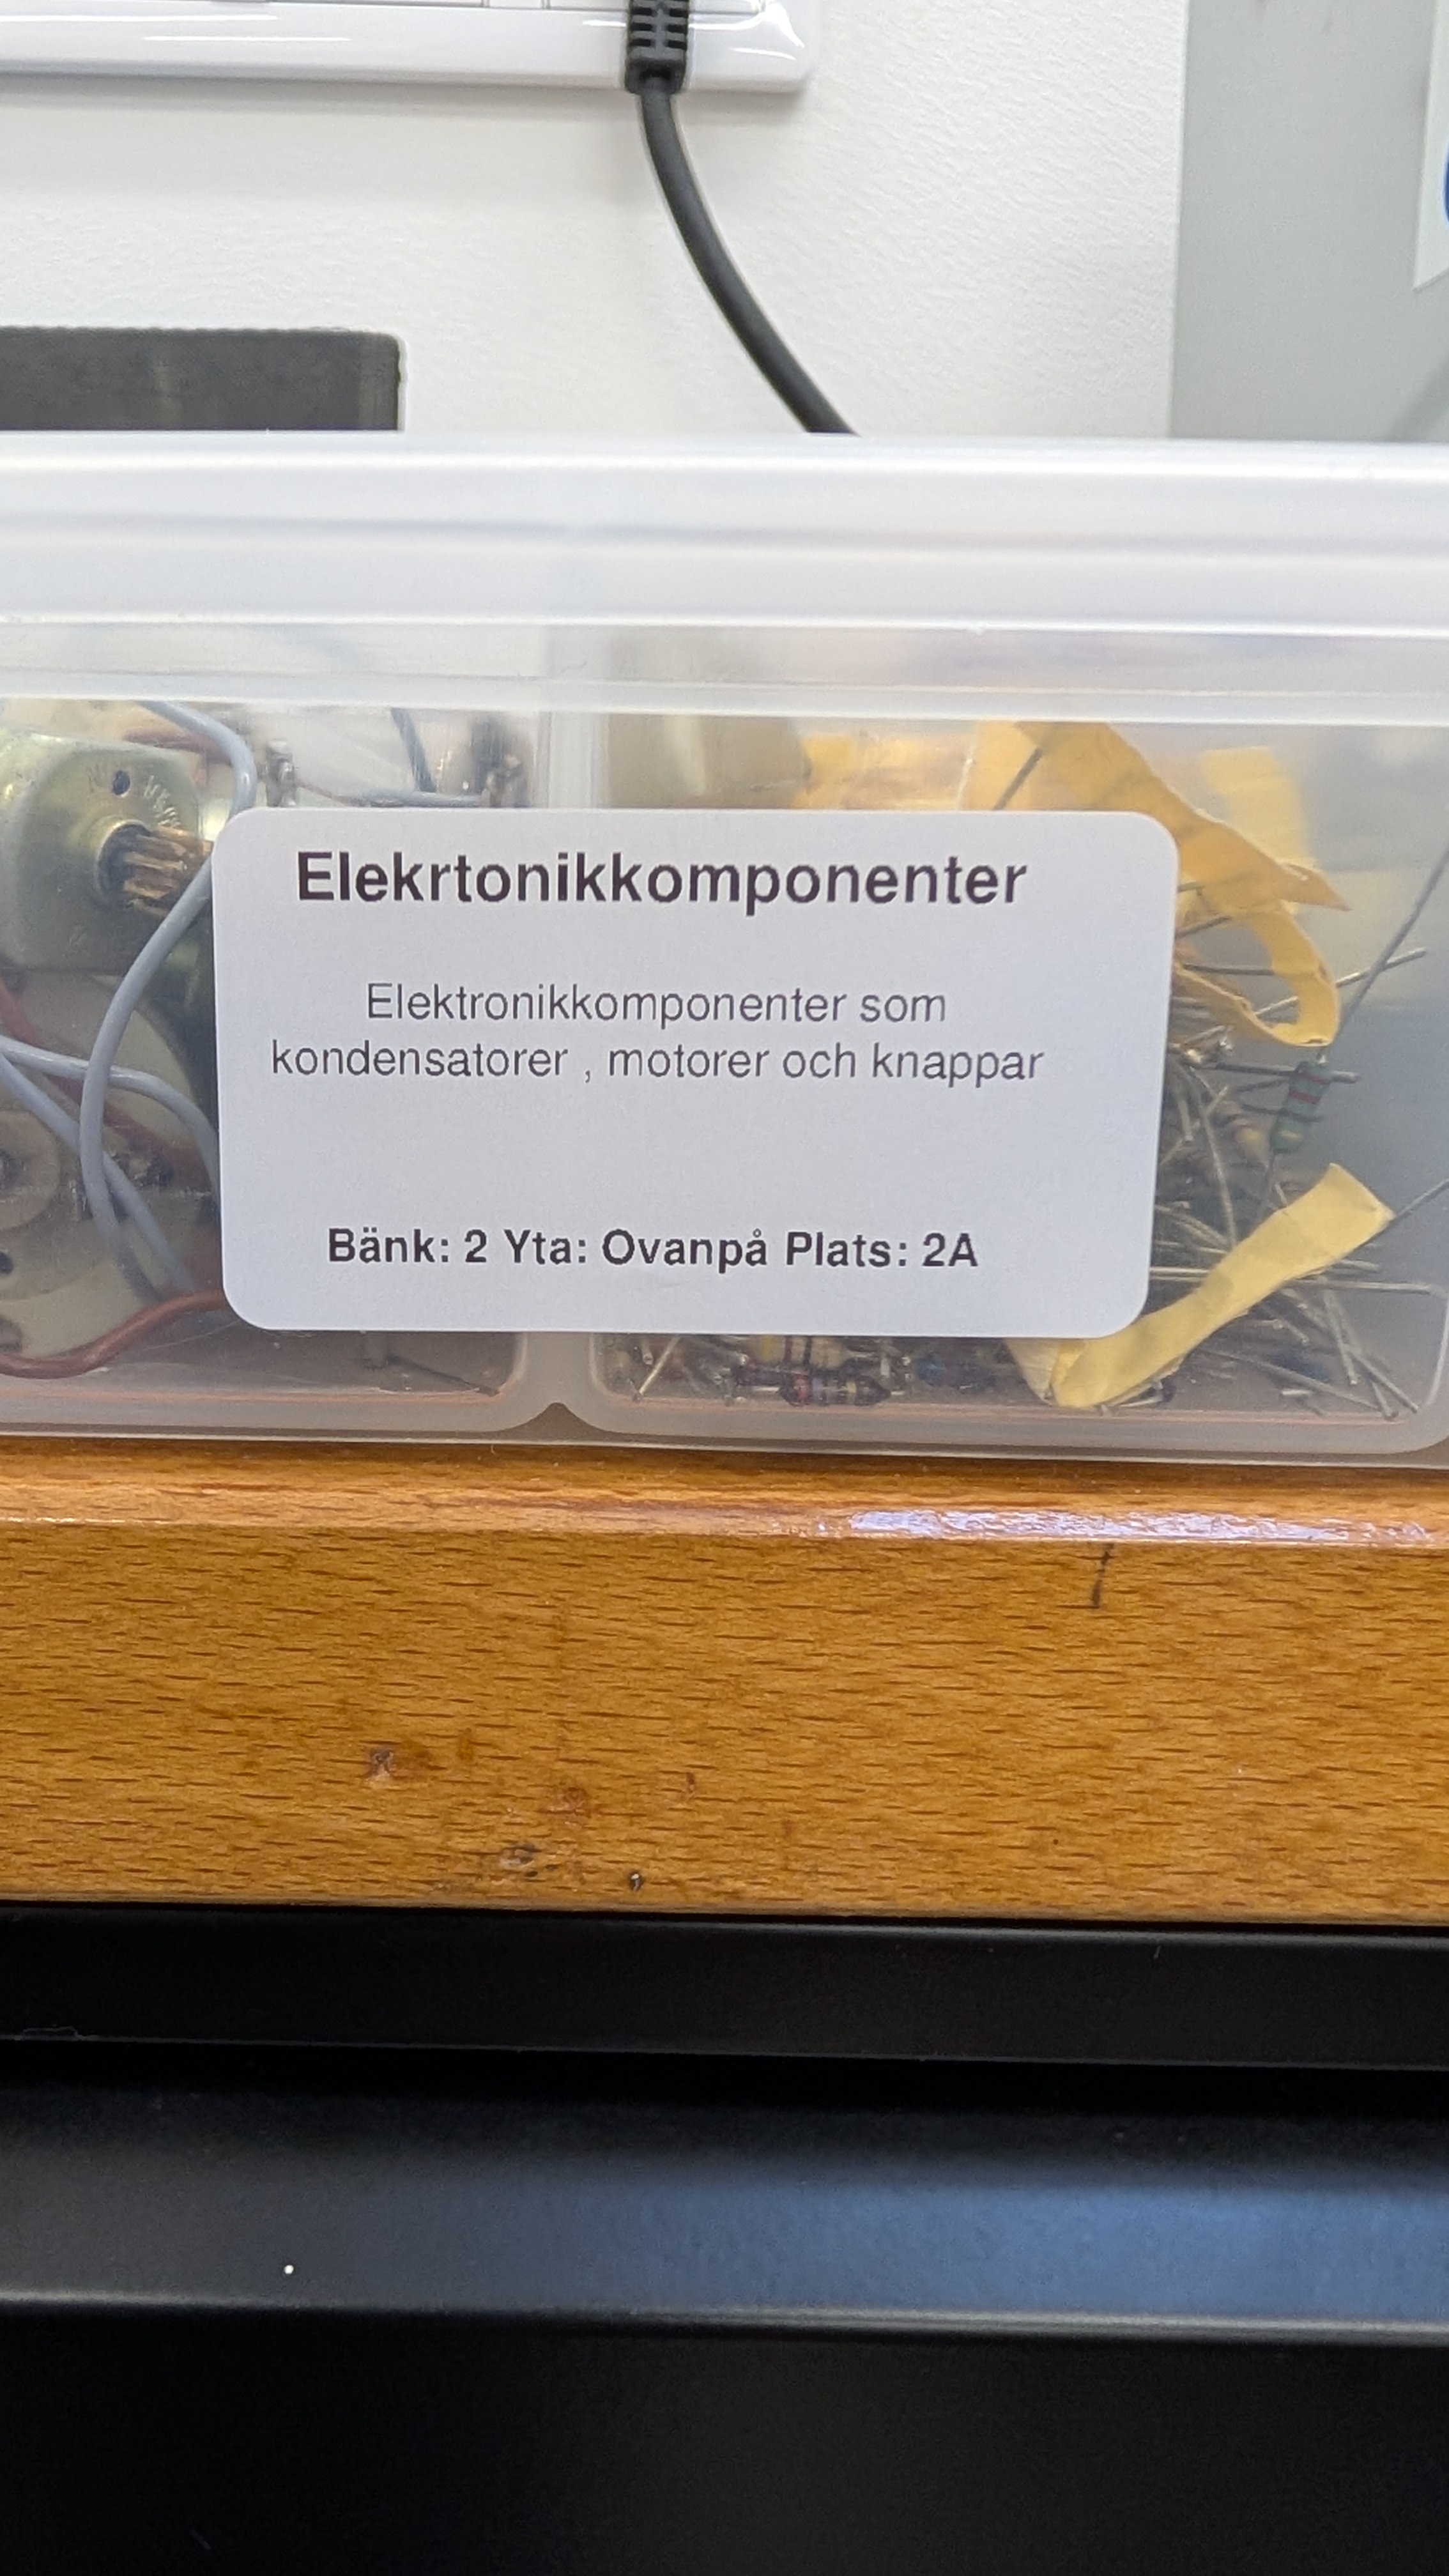 Elekrtonikkomponenter
Elektronikkomponenter som
kondensatorer , motorer och knappar
Bänk: 2 Yta: Ovanpå Plats: 2A